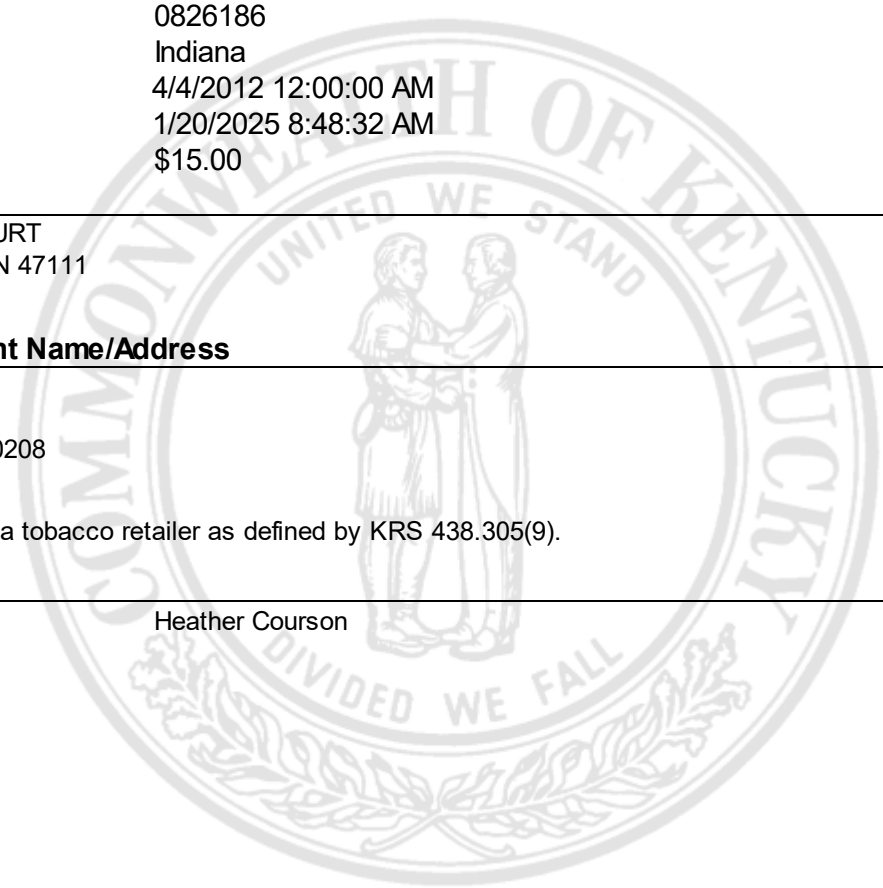 0826186
Indiana
4/4/2012 12:00:00 AM
1/20/2025 8:48:32 AM
$15.00
URT
N 47111
nt Name/Address
0208
a tobacco retailer as defined by KRS 438.305(9).
Heather Courson
COMMONWEALTH OF KENTUCKY
UNITED WE STAND
DIVIDED WE FALL